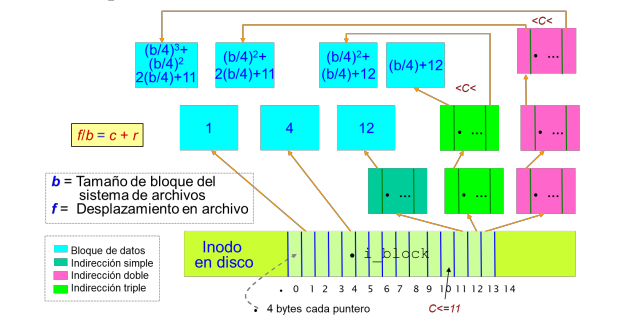 <C<
(b/4)³+
(b/4)²
2(b/4)+11
(b/4)²+
2(b/4)+11
(b/4)²+
(b/4)+12
(b/4)+12
• ...
<C<
f/b = c + r
1
4
12
• ...
• ...
b = Tamaño de bloque del
sistema de archivos
f = Desplazamiento en archivo
• ...
• ...
• ...
Inodo
en disco
• i_block
Bloque de datos
Indirección simple
Indirección doble
Indirección triple
• 0 1 2 3 4 5 6 7 8 9 10 11 12 13 14
• 4 bytes cada puntero
C<=11